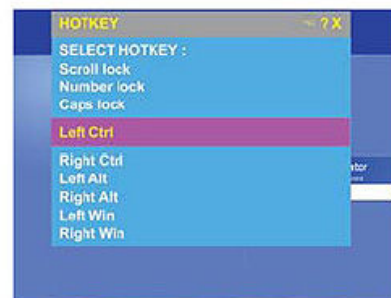 HOTKEY ~ ? X
SELECT HOTKEY :
Scroll lock
Number lock
Caps lock
Left Ctrl
Right Ctrl
Left Alt
Right Alt
Left Win
Right Win